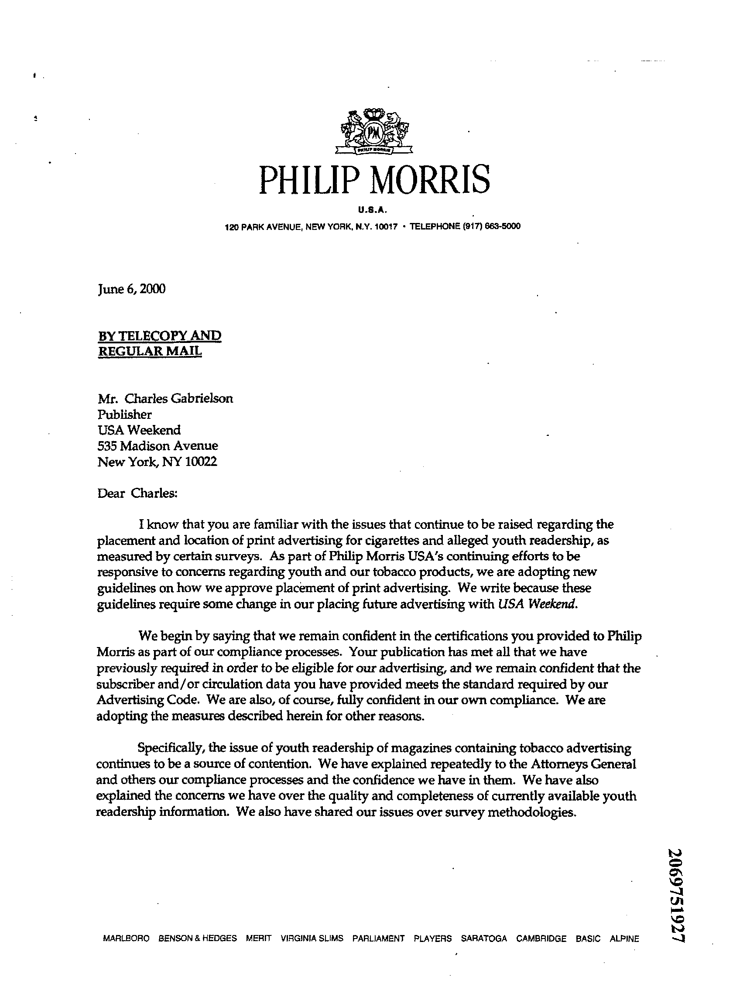 PM
PHILIP MORRIS
PHILIP MORRIS
U.S.A.
120 PARK AVENUE, NEW YORK, N.Y. 10017 • TELEPHONE (917) 663-5000
June 6, 2000
BY TELECOPY AND
REGULAR MAIL
Mr. Charles Gabrielson
Publisher
USA Weekend
535 Madison Avenue
New York, NY 10022
Dear Charles:
I know that you are familiar with the issues that continue to be raised regarding the
placement and location of print advertising for cigarettes and alleged youth readership, as
measured by certain surveys. As part of Philip Morris USA's continuing efforts to be
responsive to concerns regarding youth and our tobacco products, we are adopting new
guidelines on how we approve placement of print advertising. We write because these
guidelines require some change in our placing future advertising with USA Weekend.
We begin by saying that we remain confident in the certifications you provided to Philip
Morris as part of our compliance processes. Your publication has met all that we have
previously required in order to be eligible for our advertising, and we remain confident that the
subscriber and/or circulation data you have provided meets the standard required by our
Advertising Code. We are also, of course, fully confident in our own compliance. We are
adopting the measures described herein for other reasons.
Specifically, the issue of youth readership of magazines containing tobacco advertising
continues to be a source of contention. We have explained repeatedly to the Attorneys General
and others our compliance processes and the confidence we have in them. We have also
explained the concerns we have over the quality and completeness of currently available youth
readership information. We also have shared our issues over survey methodologies.
2069751927
MARLBORO BENSON & HEDGES MERIT VIRGINIA SLIMS PARLIAMENT PLAYERS SARATOGA CAMBRIDGE BASIC ALPINE